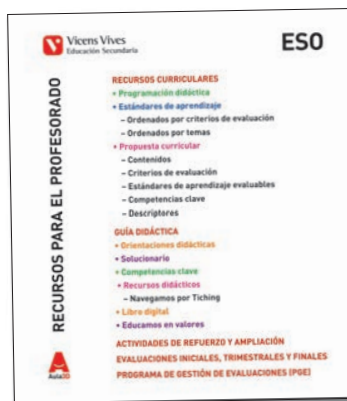 Vicens Vives
Educación Secundaria
ESO
RECURSOS PARA EL PROFESORADO
RECURSOS CURRICULARES
• Programación didáctica
• Estándares de aprendizaje
– Ordenados por criterios de evaluación
– Ordenados por temas
• Propuesta curricular
– Contenidos
– Criterios de evaluación
– Estándares de aprendizaje evaluables
– Competencias clave
– Descriptores
GUÍA DIDÁCTICA
• Orientaciones didácticas
• Solucionario
• Competencias clave
• Recursos didácticos
– Navegamos por Tiching
• Libro digital
• Educamos en valores
ACTIVIDADES DE REFUERZO Y AMPLIACIÓN
EVALUACIONES INICIALES, TRIMESTRALES Y FINALES
PROGRAMA DE GESTIÓN DE EVALUACIONES (PGE)
Aula3D